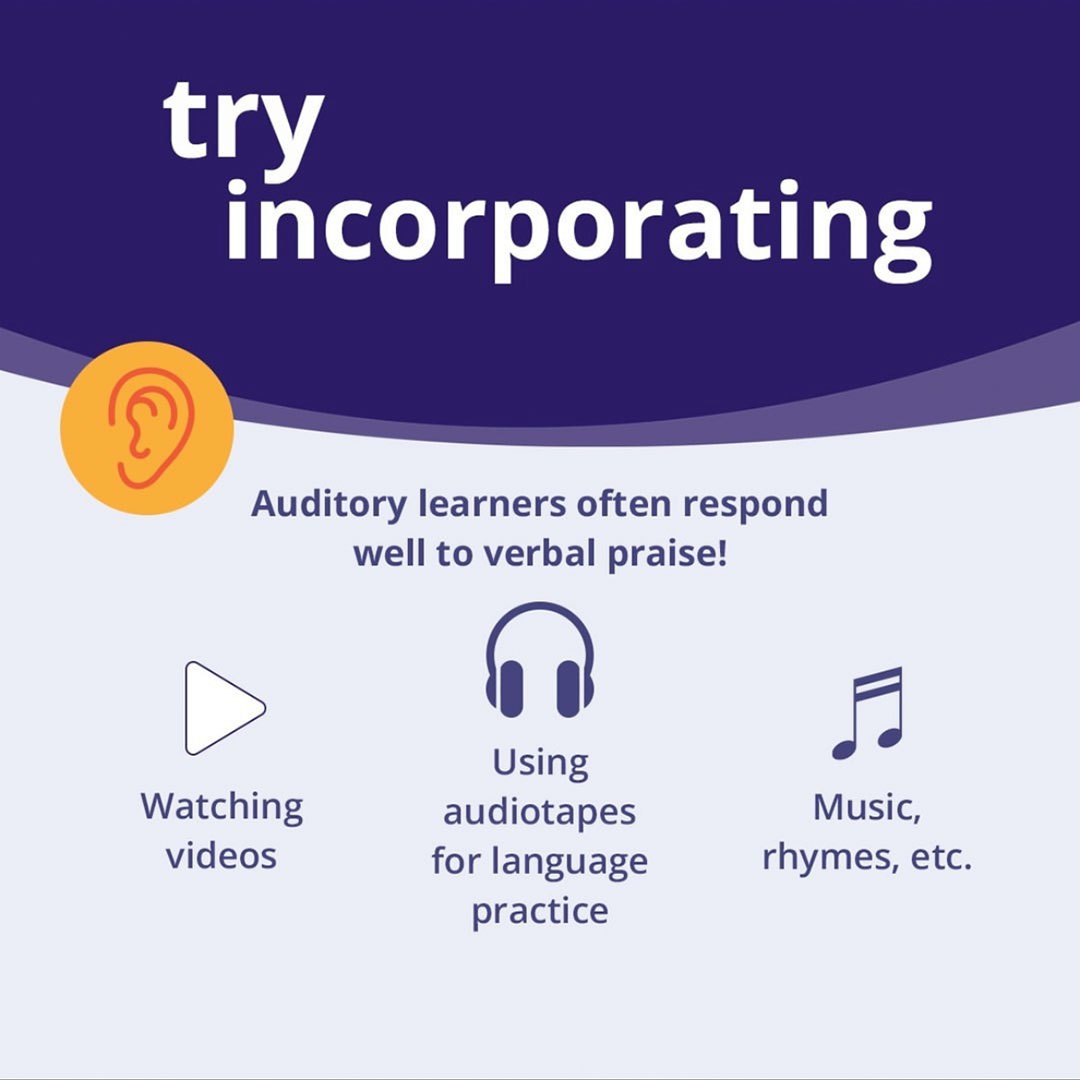 try
incorporating
Auditory learners often respond
well to verbal praise!
Watching
videos
Using
audiotapes
for language
practice
Music,
rhymes, etc.